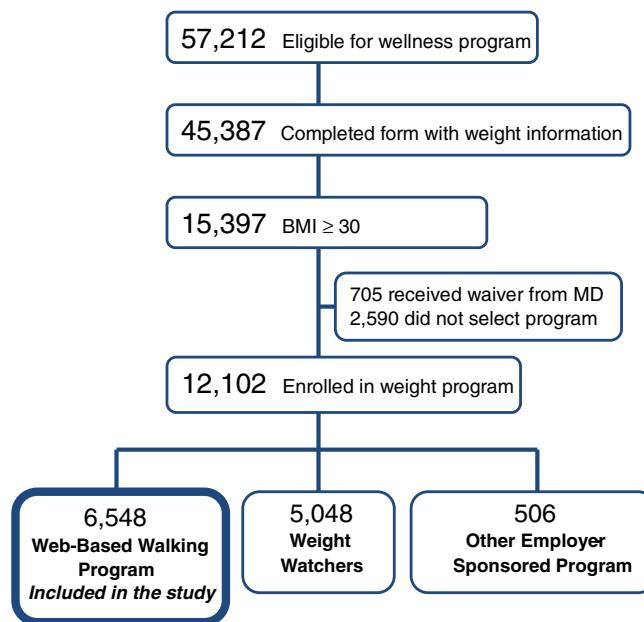 57,212 Eligible for wellness program
45,387 Completed form with weight information
15,397 BMI ≥ 30
705 received waiver from MD
2,590 did not select program
12,102 Enrolled in weight program
6,548
Web-Based Walking
Program
Included in the study
5,048
Weight
Watchers
506
Other Employer
Sponsored Program